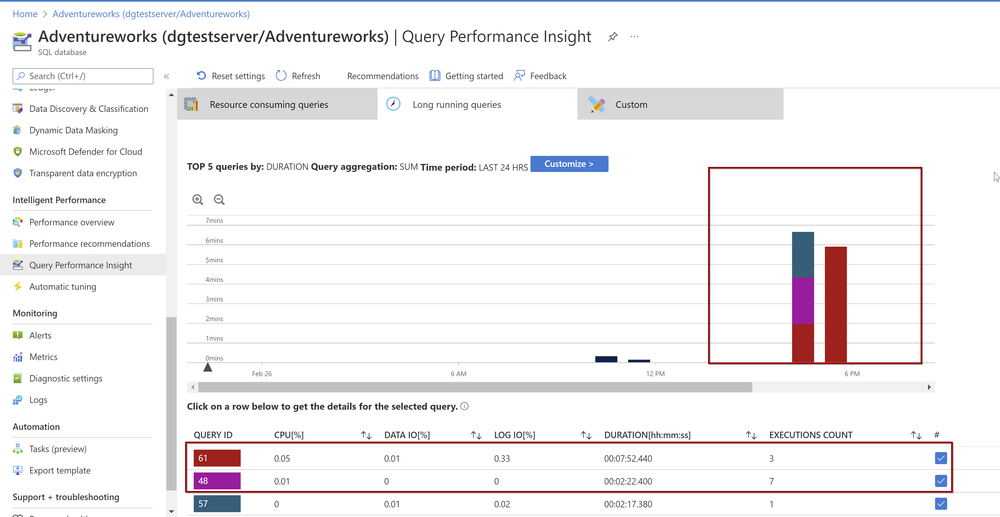 Home > Adventureworks (dgtestserver/Adventureworks)
Adventureworks (dgtestserver/Adventureworks) | Query Performance Insight ...
SQL database
Search (Ctrl+/) «
Reset settings Refresh Recommendations Getting started Feedback
Ledger
Data Discovery & Classification
Dynamic Data Masking
Microsoft Defender for Cloud
Transparent data encryption
Intelligent Performance
Performance overview
Performance recommendations
Query Performance Insight
Automatic tuning
Monitoring
Alerts
Metrics
Diagnostic settings
Logs
Automation
Tasks (preview)
Export template
Support + troubleshooting
Resource consuming queries Long running queries Custom
TOP 5 queries by: DURATION Query aggregation: SUM Time period: LAST 24 HRS Customize >
7mins
6mins
5mins
4mins
3mins
2mins
1mins
0mins
Feb 26 6 AM 12 PM 6 PM
Click on a row below to get the details for the selected query.
QUERY ID CPU[%] DATA IO[%] LOG IO[%] DURATION[hh:mm:ss] EXECUTIONS COUNT #
61 0.05 0.01 0.33 00:07:52.440 3
48 0.01 0 0 00:02:22.400 7
57 0 0.01 0.02 00:02:17.380 1